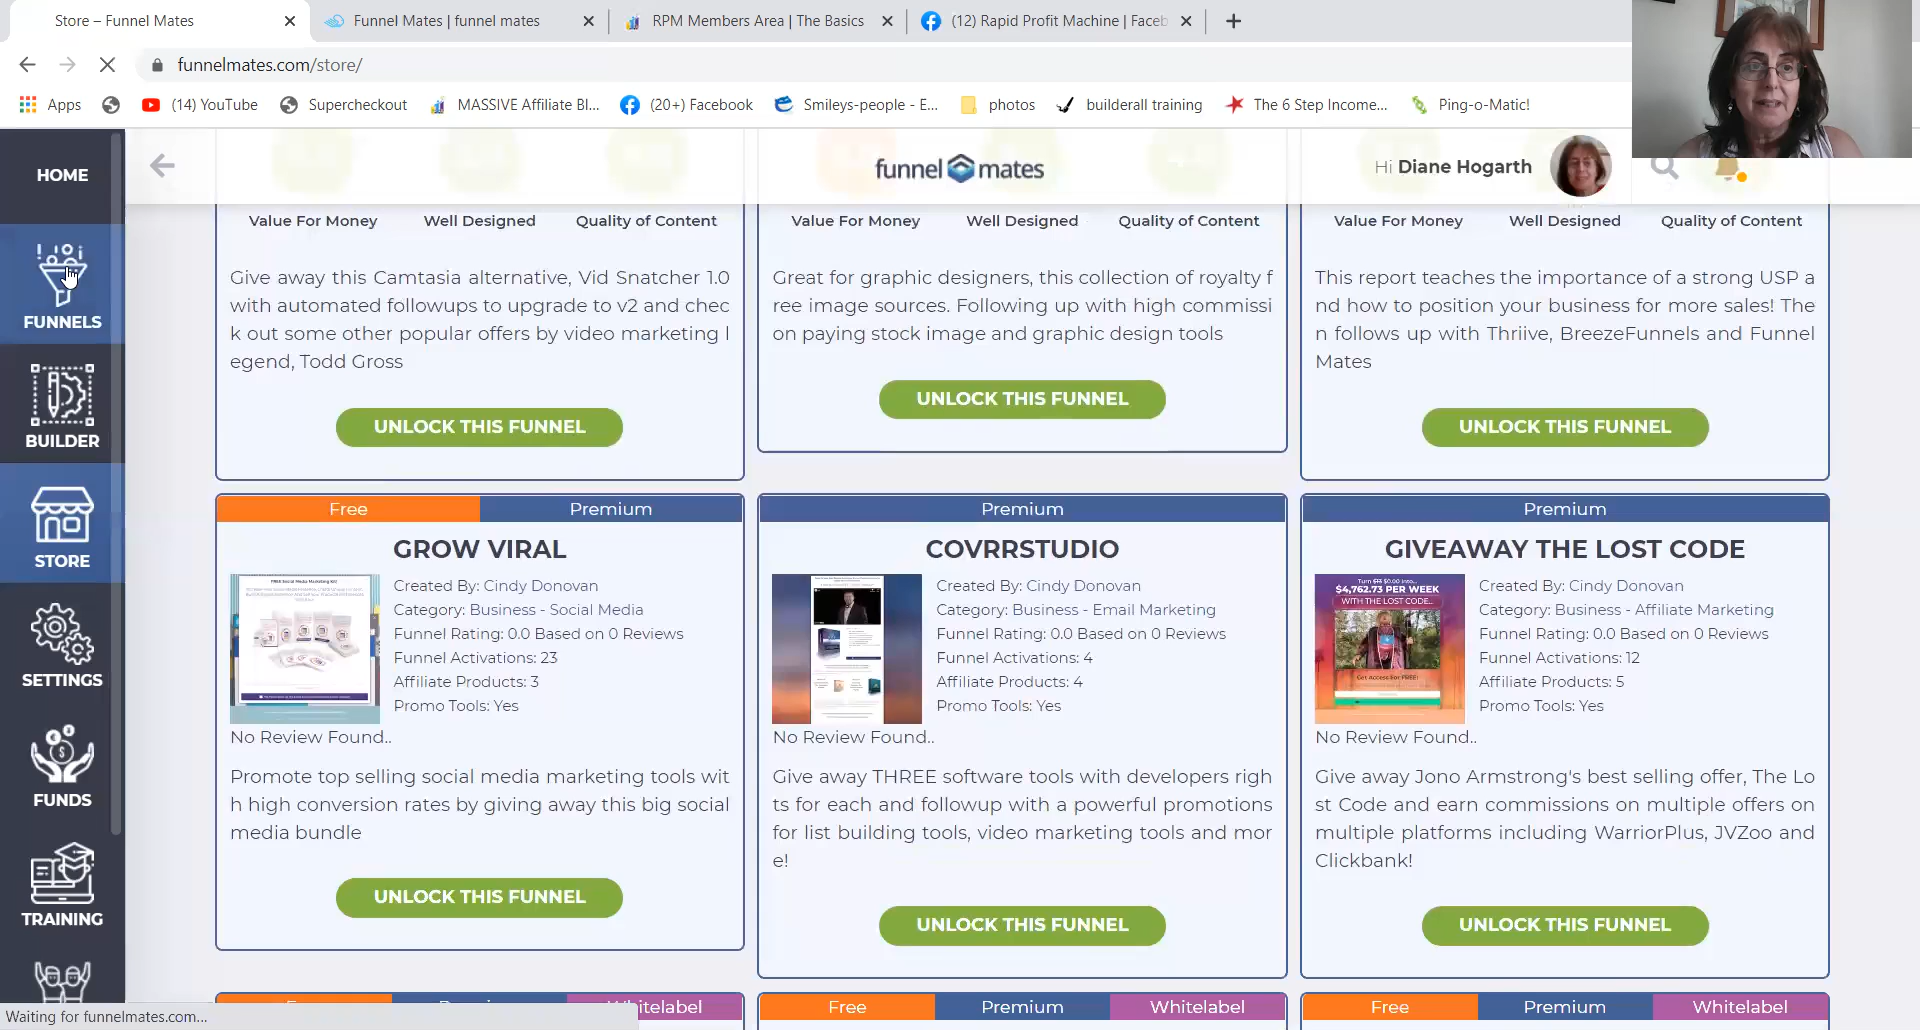 Store – Funnel Mates
Funnel Mates | funnel mates
RPM Members Area | The Basics
(12) Rapid Profit Machine | Faceb
funnelmates.com/store/
Apps
(14) YouTube
Supercheckout
MASSIVE Affiliate Bl...
(20+) Facebook
Smileys-people - E...
photos
builderall training
The 6 Step Income...
Ping-o-Matic!
HOME
FUNNELS
BUILDER
STORE
SETTINGS
FUNDS
TRAINING
funnel mates
Hi Diane Hogarth
Value For Money Well Designed Quality of Content
Give away this Camtasia alternative, Vid Snatcher 1.0
with automated followups to upgrade to v2 and chec
k out some other popular offers by video marketing l
egend, Todd Gross
UNLOCK THIS FUNNEL
Value For Money Well Designed Quality of Content
Great for graphic designers, this collection of royalty f
ree image sources. Following up with high commissi
on paying stock image and graphic design tools
UNLOCK THIS FUNNEL
Value For Money Well Designed Quality of Content
This report teaches the importance of a strong USP a
nd how to position your business for more sales! The
n follows up with Thriive, BreezeFunnels and Funnel
Mates
UNLOCK THIS FUNNEL
Free Premium
GROW VIRAL
Created By: Cindy Donovan
Category: Business - Social Media
Funnel Rating: 0.0 Based on 0 Reviews
Funnel Activations: 23
Affiliate Products: 3
Promo Tools: Yes
No Review Found..
Promote top selling social media marketing tools wit
h high conversion rates by giving away this big social
media bundle
UNLOCK THIS FUNNEL
Premium
COVRRSTUDIO
Created By: Cindy Donovan
Category: Business - Email Marketing
Funnel Rating: 0.0 Based on 0 Reviews
Funnel Activations: 4
Affiliate Products: 4
Promo Tools: Yes
No Review Found..
Give away THREE software tools with developers righ
ts for each and followup with a powerful promotions
for list building tools, video marketing tools and mor
e!
UNLOCK THIS FUNNEL
Premium
GIVEAWAY THE LOST CODE
$4,762.73 PER WEEK
WITH THE LOST CODE...
Get Access For FREE!
Created By: Cindy Donovan
Category: Business - Affiliate Marketing
Funnel Rating: 0.0 Based on 0 Reviews
Funnel Activations: 12
Affiliate Products: 5
Promo Tools: Yes
No Review Found..
Give away Jono Armstrong's best selling offer, The Lo
st Code and earn commissions on multiple offers on
multiple platforms including WarriorPlus, JVZoo and
Clickbank!
UNLOCK THIS FUNNEL
Free Premium Whitelabel
Free Premium Whitelabel
Waiting for funnelmates.com...